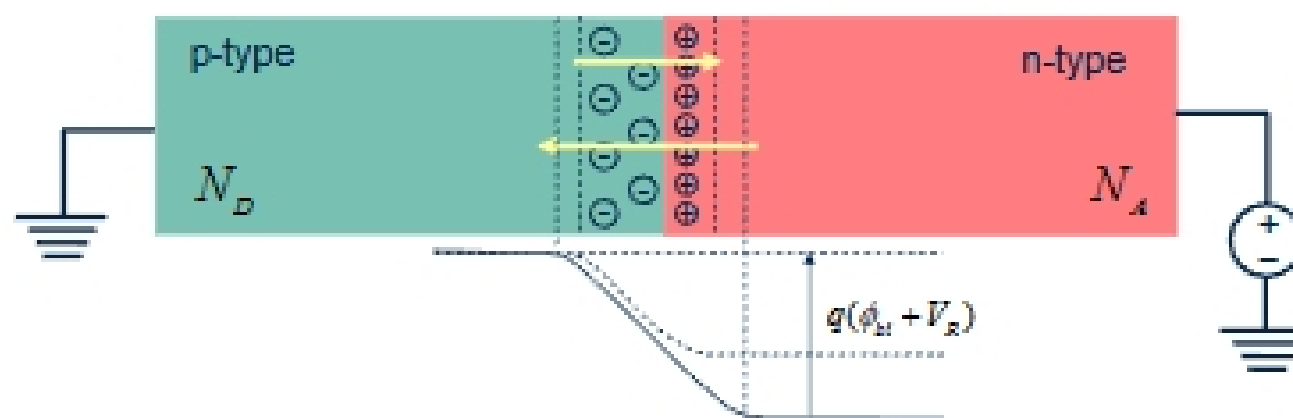 p-type
n-type
N_D
N_A
+
−
q(ϕ_bi + V_R)